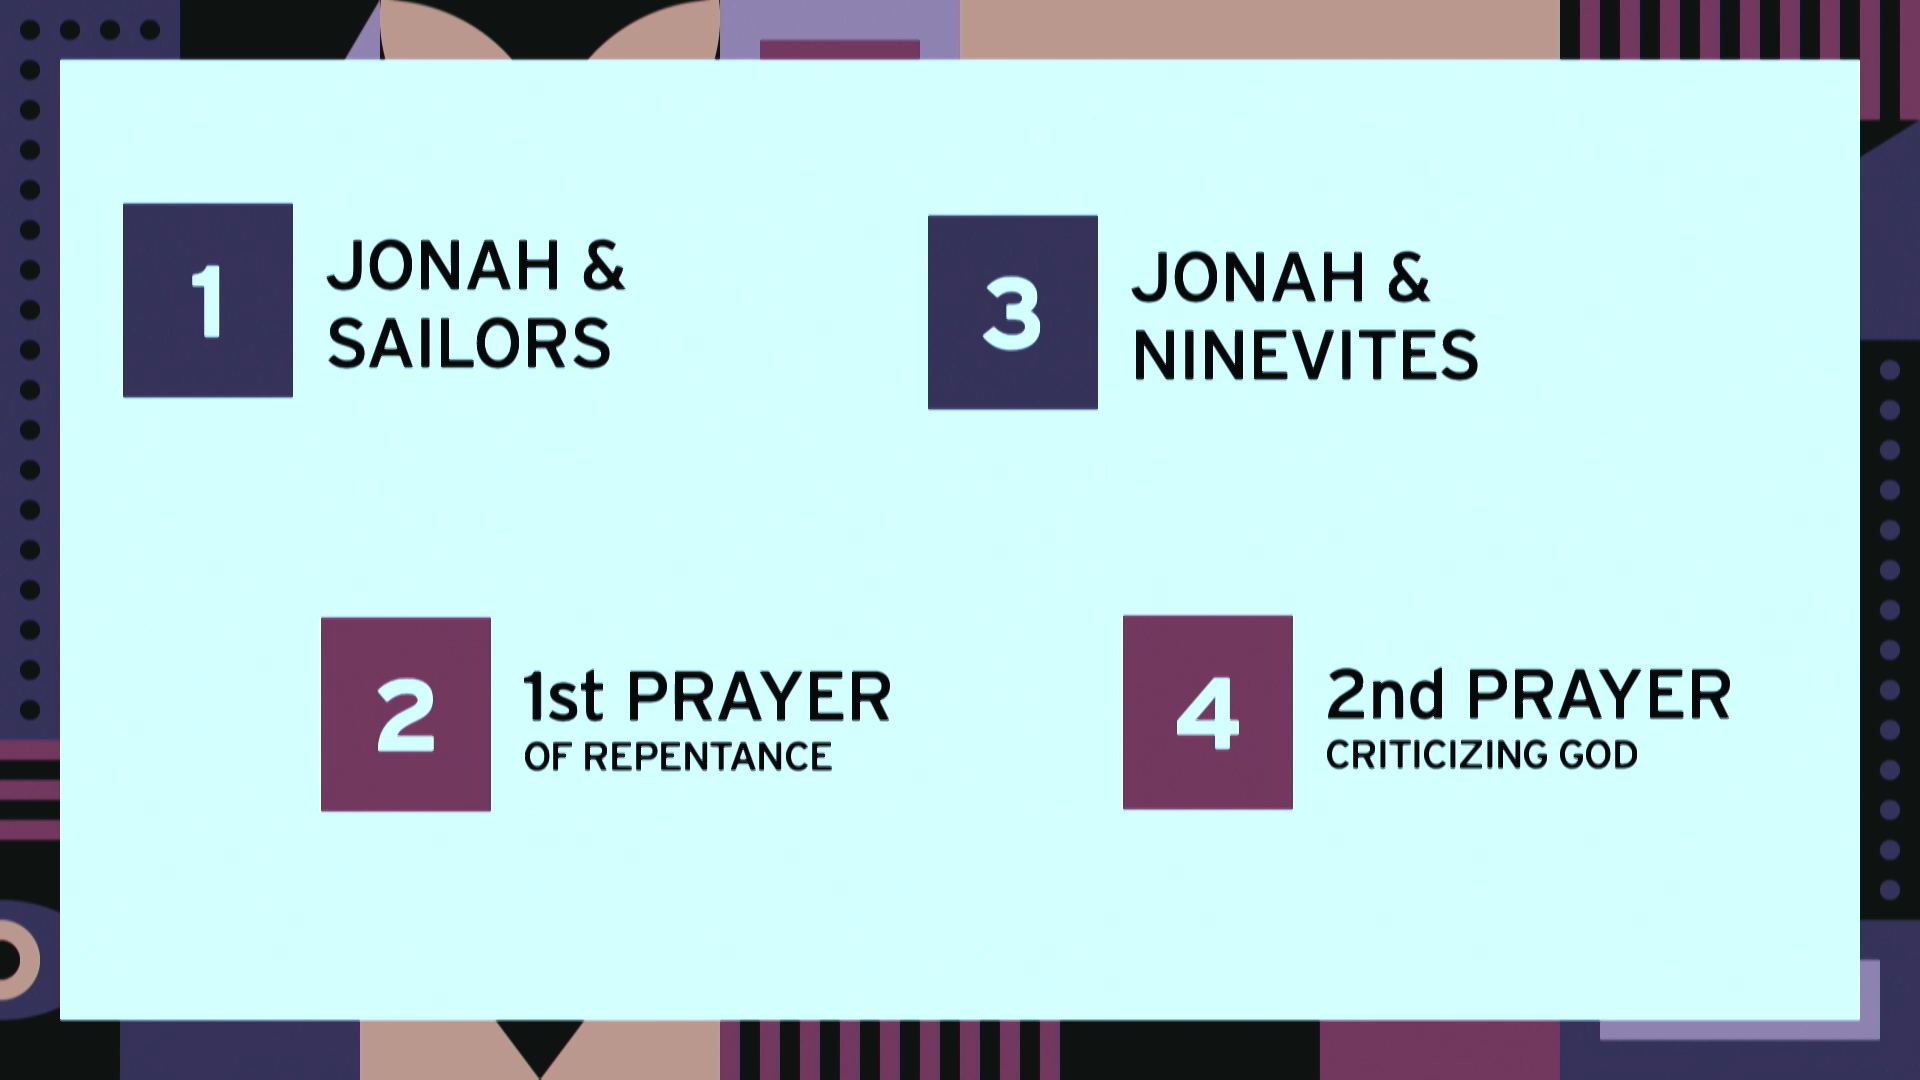 1
JONAH &
SAILORS
2
1st PRAYER
OF REPENTANCE
3
JONAH &
NINEVITES
4
2nd PRAYER
CRITICIZING GOD